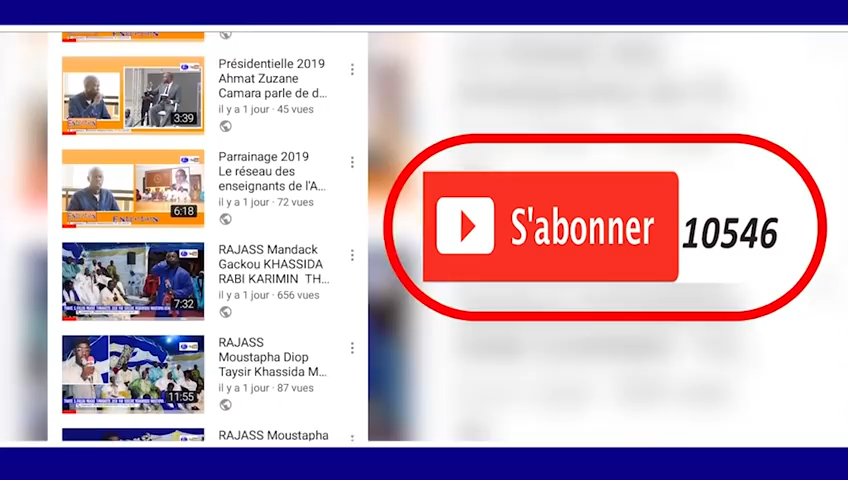 Présidentielle 2019
Ahmat Zuzane
Camara parle de d...
il y a 1 jour · 45 vues
3:39
Parrainage 2019
Le réseau des
enseignants de l'A...
il y a 1 jour · 72 vues
6:18
RAJASS Mandack
Gackou KHASSIDA
RABI KARIMIN TH...
il y a 1 jour · 656 vues
7:32
RAJASS
Moustapha Diop
Taysir Khassida M...
il y a 1 jour · 87 vues
11:55
RAJASS Moustapha
S'abonner
10546